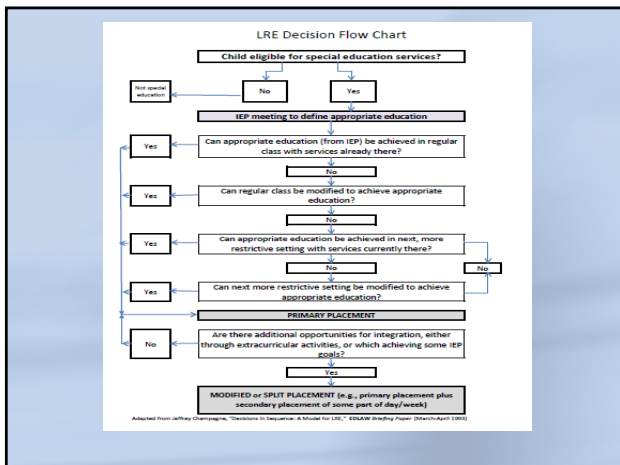 LRE Decision Flow Chart
Child eligible for special education services?
Not special
education
No
Yes
IEP meeting to define appropriate education
Yes
Can appropriate education (from IEP) be achieved in regular
class with services already there?
No
Yes
Can regular class be modified to achieve appropriate
education?
No
Yes
Can appropriate education be achieved in next, more
restrictive setting with services currently there?
No
No
Yes
Can next more restrictive setting be modified to achieve
appropriate education?
PRIMARY PLACEMENT
No
Are there additional opportunities for integration, either
through extracurricular activities, or which achieving some IEP
goals?
Yes
MODIFIED or SPLIT PLACEMENT (e.g., primary placement plus
secondary placement of some part of day/week)
Adapted from Jeffrey Champagne, "Decisions in Sequence: A Model for LRE," EDLAW Briefing Paper (March-April 1993)